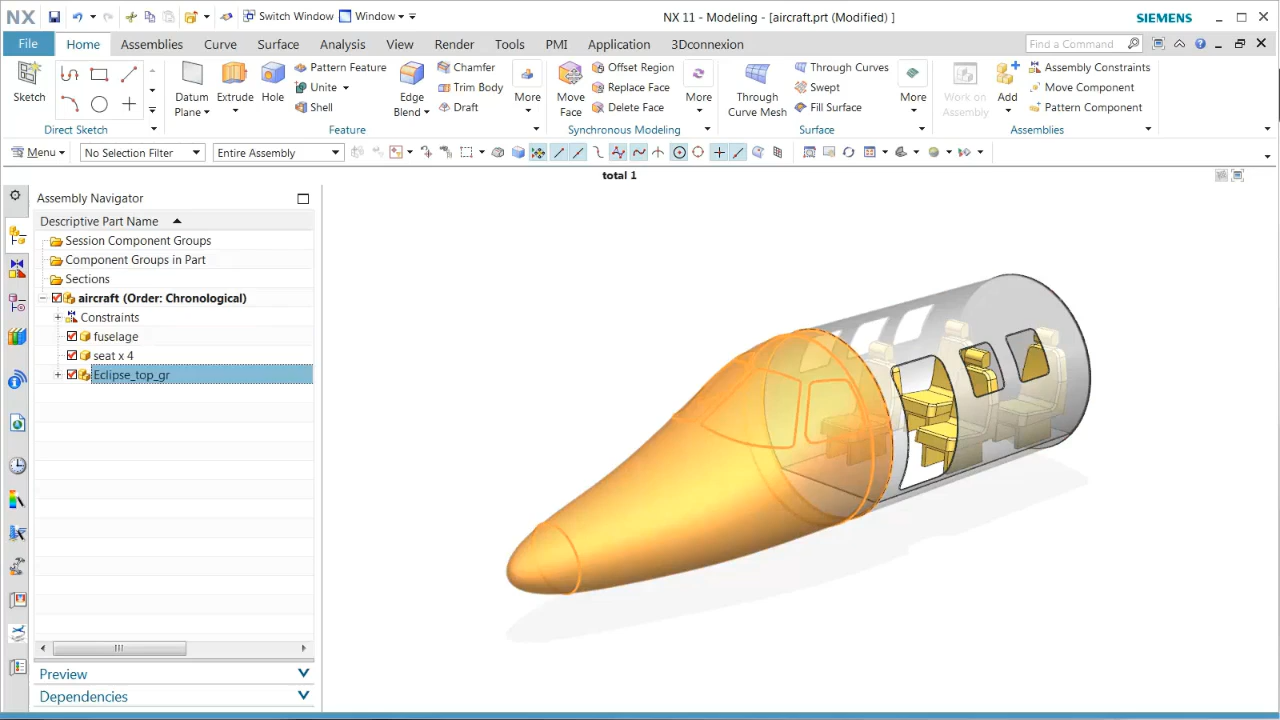 NX Switch Window Window NX 11 - Modeling - [aircraft.prt (Modified) ] SIEMENS
File Home Assemblies Curve Surface Analysis View Render Tools PMI Application 3Dconnexion Find a Command
Pattern Feature Chamfer Offset Region Through Curves Assembly Constraints
Unite Trim Body Replace Face Swept Move Component
Sketch Datum Extrude Edge More Move More Through More Work on Add
Plane Blend Face Curve Mesh Assembly
Shell Draft Delete Face Fill Surface Pattern Component
Direct Sketch Feature Synchronous Modeling Surface Assemblies
Menu No Selection Filter Entire Assembly
total 1
Assembly Navigator
Descriptive Part Name
Session Component Groups
Component Groups in Part
Sections
aircraft (Order: Chronological)
Constraints
fuselage
seat x 4
Eclipse_top_gr
Preview
Dependencies